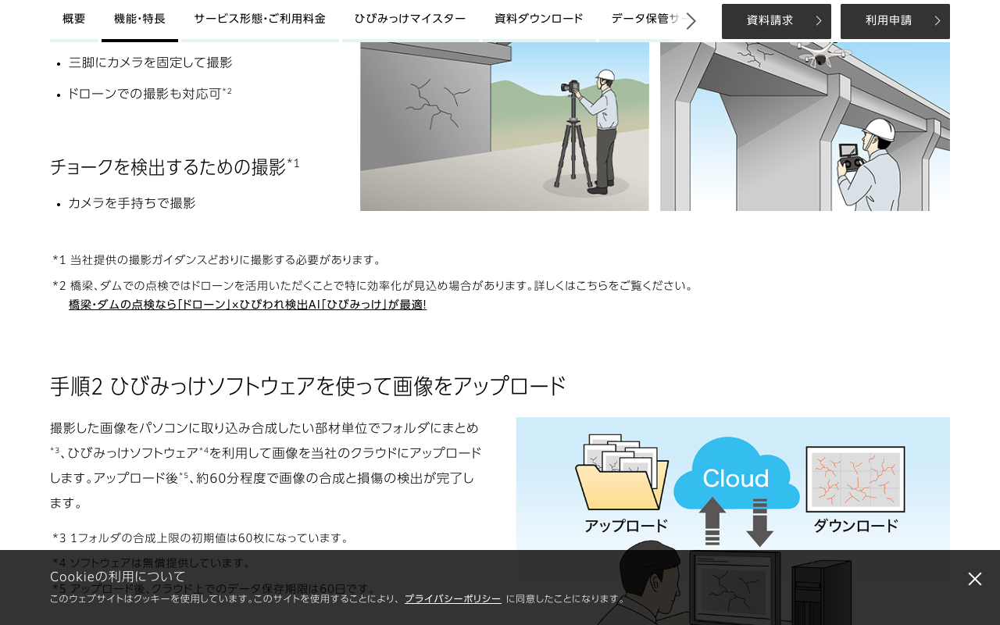 概要 機能・特長 サービス形態・ご利用料金 ひびみっけマイスター 資料ダウンロード データ保管サ 資料請求 利用申請
• 三脚にカメラを固定して撮影
• ドローンでの撮影も対応可*2
チョークを検出するための撮影*1
• カメラを手持ちで撮影
*1 当社提供の撮影ガイダンスどおりに撮影する必要があります。
*2 橋梁、ダムでの点検ではドローンを活用いただくことで特に効率化が見込め場合があります。詳しくはこちらをご覧ください。
橋梁・ダムの点検なら「ドローン」×ひびわれ検出AI「ひびみっけ」が最適!
手順2 ひびみっけソフトウェアを使って画像をアップロード
撮影した画像をパソコンに取り込み合成したい部材単位でフォルダにまとめ
*3、ひびみっけソフトウェア*4を利用して画像を当社のクラウドにアップロード
します。アップロード後*5、約60分程度で画像の合成と損傷の検出が完了し
ます。
*3 1フォルダの合成上限の初期値は60枚になっています。
*4 ソフトウェアは無償提供しています。
*5 アップロード後、クラウド上でのデータ保存期限は60日です。
Cloud
アップロード ダウンロード
Cookieの利用について
このウェブサイトはクッキーを使用しています。このサイトを使用することにより、 プライバシーポリシー に同意したことになります。